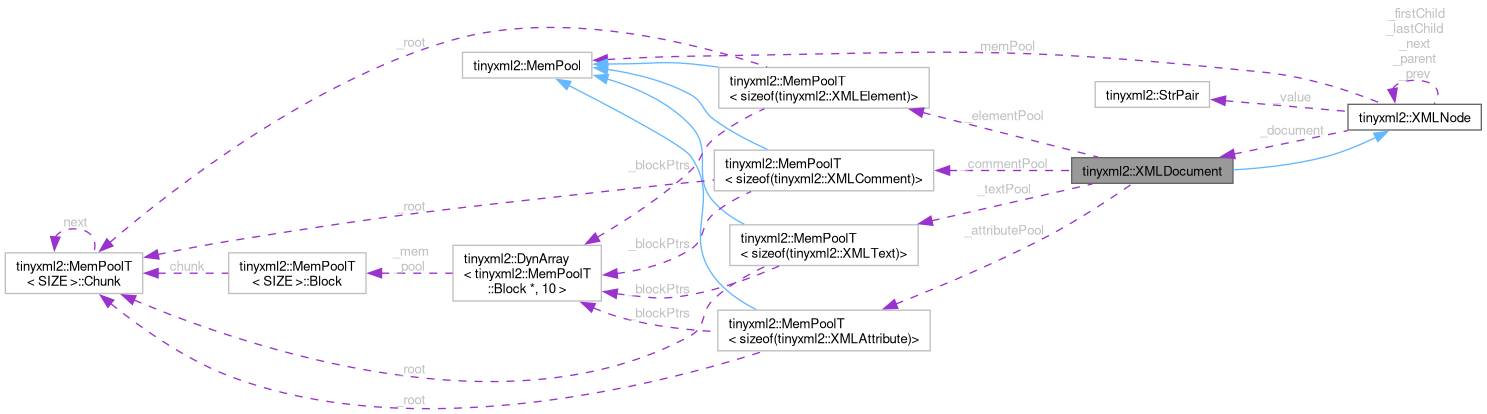 _firstChild
_lastChild
_next
_parent
_prev
_root
tinyxml2::MemPool
_memPool
tinyxml2::MemPoolT
< sizeof(tinyxml2::XMLElement)>
tinyxml2::StrPair
_value
tinyxml2::XMLNode
_elementPool
_document
_blockPtrs
tinyxml2::MemPoolT
< sizeof(tinyxml2::XMLComment)>
_commentPool
tinyxml2::XMLDocument
_root
_textPool
next
_blockPtrs
tinyxml2::MemPoolT
< sizeof(tinyxml2::XMLText)>
_attributePool
tinyxml2::MemPoolT
< SIZE >::Chunk
chunk
tinyxml2::MemPoolT
< SIZE >::Block
_mem
_pool
tinyxml2::DynArray
< tinyxml2::MemPoolT
::Block *, 10 >
_blockPtrs
_blockPtrs
tinyxml2::MemPoolT
< sizeof(tinyxml2::XMLAttribute)>
_root
_root